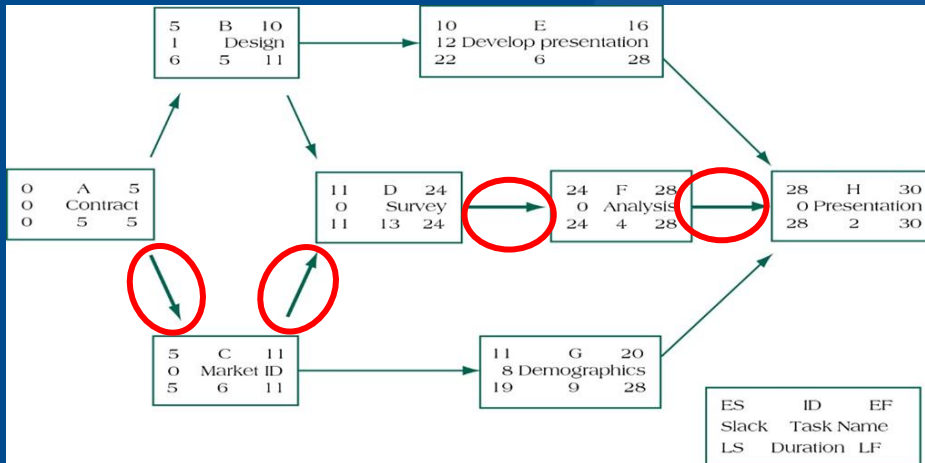 5 B 10
1 Design
6 5 11
10 E 16
12 Develop presentation
22 6 28
0 A 5
0 Contract
0 5 5
11 D 24
0 Survey
11 13 24
24 F 28
0 Analysis
24 4 28
28 H 30
0 Presentation
28 2 30
5 C 11
0 Market ID
5 6 11
11 G 20
8 Demographics
19 9 28
ES ID EF
Slack Task Name
LS Duration LF